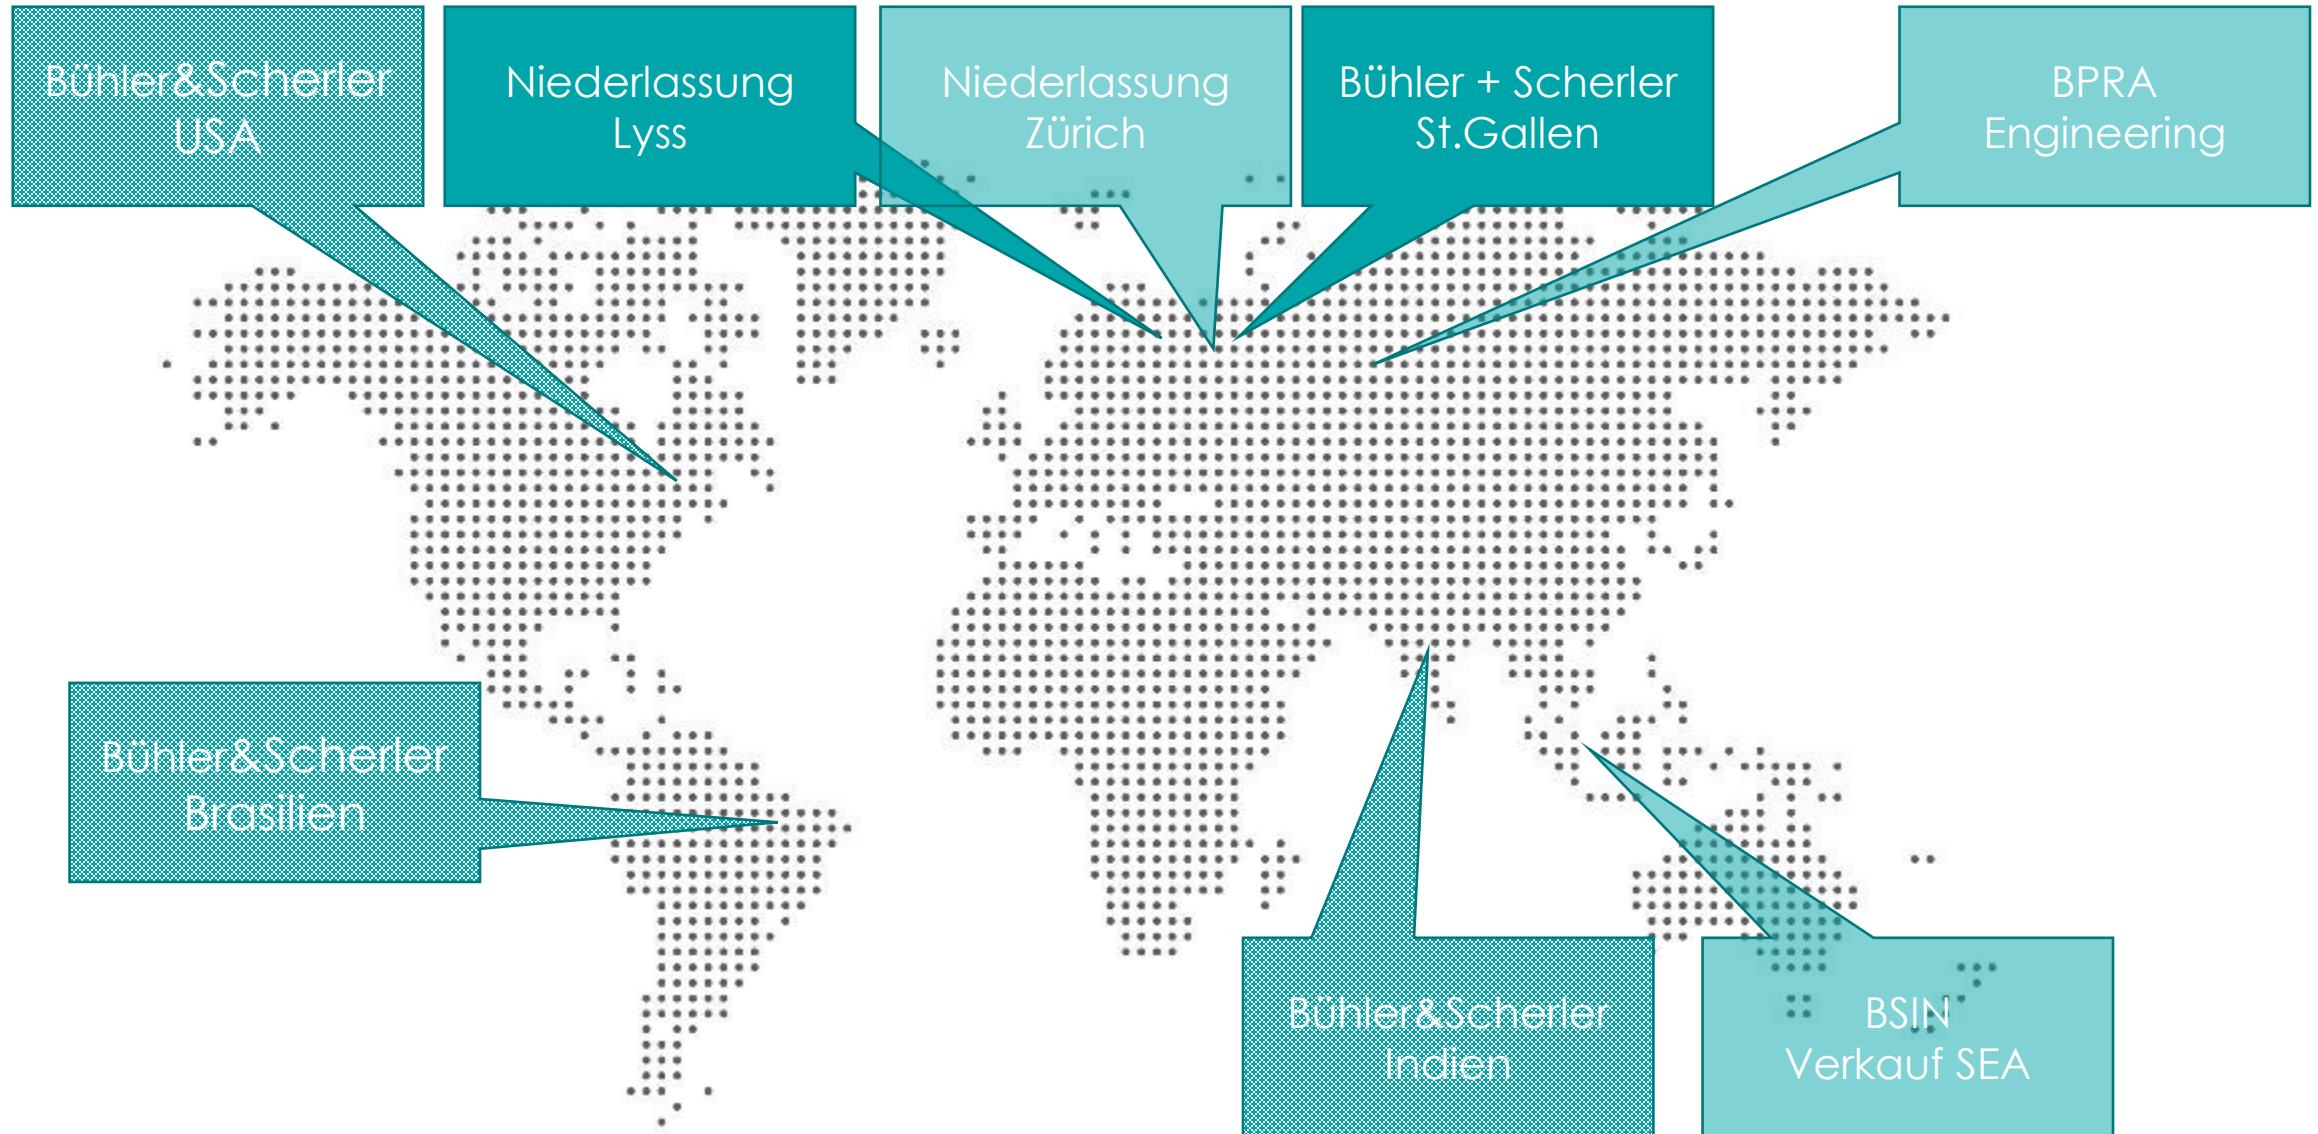 Bühler&Scherler
USA
Niederlassung
Lyss
Niederlassung
Zürich
Bühler + Scherler
St.Gallen
BPRA
Engineering
Bühler&Scherler
Brasilien
Bühler&Scherler
Indien
BSIN
Verkauf SEA